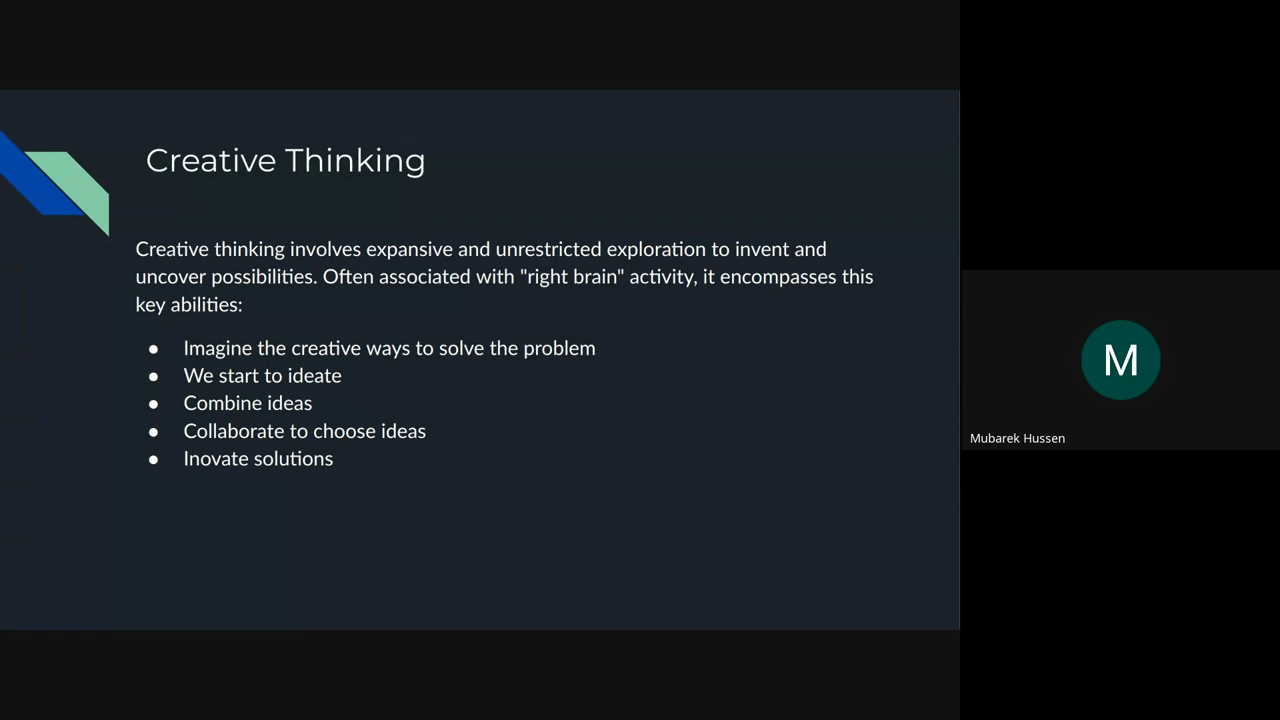 Creative Thinking
Creative thinking involves expansive and unrestricted exploration to invent and
uncover possibilities. Often associated with "right brain" activity, it encompasses this
key abilities:
● Imagine the creative ways to solve the problem
● We start to ideate
● Combine ideas
● Collaborate to choose ideas
● Inovate solutions
M
Mubarek Hussen